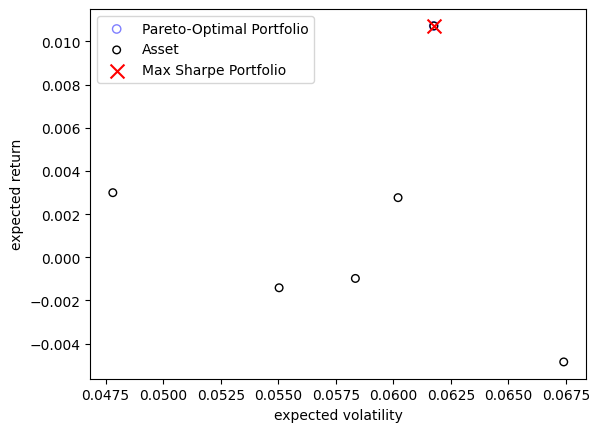 Pareto-Optimal Portfolio
Asset
Max Sharpe Portfolio
0.010
0.008
0.006
0.004
0.002
0.000
−0.002
−0.004
expected return
0.0475 0.0500 0.0525 0.0550 0.0575 0.0600 0.0625 0.0650 0.0675
expected volatility